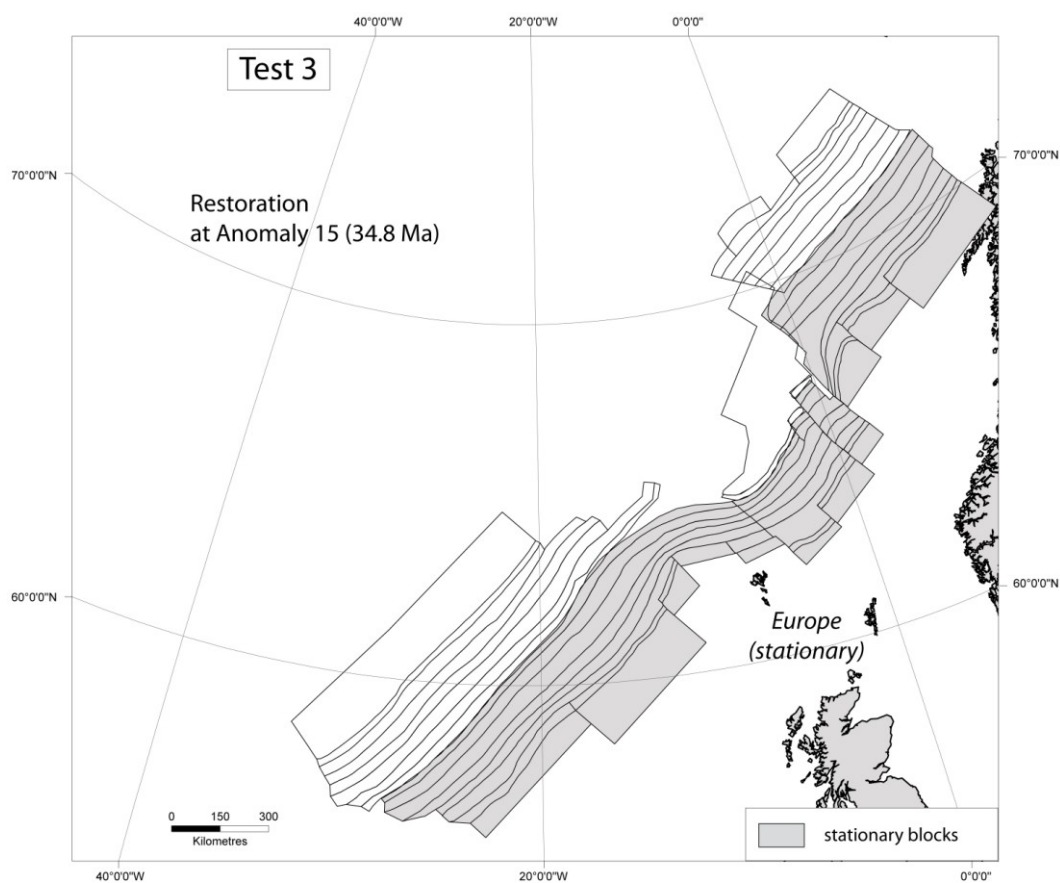 40°0'0"W
20°0'0"W
0°0'0"
Test 3
70°0'0"N
70°0'0"N
Restoration
at Anomaly 15 (34.8 Ma)
60°0'0"N
60°0'0"N
Europe
(stationary)
0
150
300
Kilometres
stationary blocks
40°0'0"W
20°0'0"W
0°0'0"